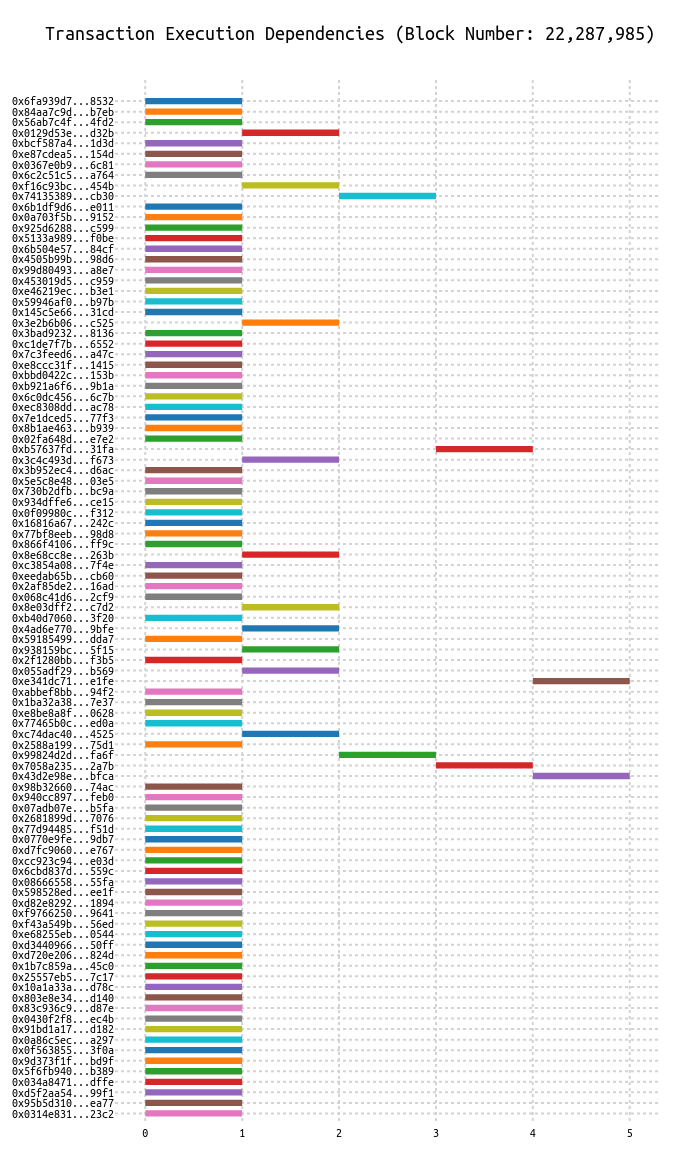 Transaction Execution Dependencies (Block Number: 22,287,985)
0x6fa939d7...8532
0x84aa7c9d...b7eb
0x56ab7c4f...4fd2
0x0129d53e...d32b
0xbcf587a4...1d3d
0xe87cdea5...154d
0x0367e0b9...6c81
0x6c2c51c5...a764
0xf16c93bc...454b
0x74135389...cb30
0x6b1df9d6...e011
0x0a703f5b...9152
0x925d6288...c599
0x5133a989...f0be
0x6b504e57...84cf
0x4505b99b...98d6
0x99d80493...a8e7
0x453019d5...c959
0xe46219ec...b3e1
0x59946af0...b97b
0x145c5e66...31cd
0x3e2b6b06...c525
0x3bad9232...8136
0xc1de7f7b...6552
0x7c3feed6...a47c
0xe8ccc31f...1415
0xbbd0422c...153b
0xb921a6f6...9b1a
0x6c0dc456...6c7b
0xec8308dd...ac78
0x7e1dced5...77f3
0x8b1ae463...b939
0x02fa648d...e7e2
0xb57637fd...31fa
0x3c4c493d...f673
0x3b952ec4...d6ac
0x5e5c8e48...03e5
0x730b2dfb...bc9a
0x934dffe6...ce15
0x0f09980c...f312
0x16816a67...242c
0x77bf8eeb...98d8
0x866f4106...ff9c
0x8e68cc8e...263b
0xc3854a08...7f4e
0xeedab65b...cb60
0x2af85de2...16ad
0x068c41d6...2cf9
0x8e03dff2...c7d2
0xb40d7060...3f20
0x4ad6e770...9bfe
0x59185499...dda7
0x938159bc...5f15
0x2f1280bb...f3b5
0x055adf29...b569
0xe341dc71...e1fe
0xabbef8bb...94f2
0x1ba32a38...7e37
0xe8be8a8f...0628
0x77465b0c...ed0a
0xc74dac40...4525
0x2588a199...75d1
0x99824d2d...fa6f
0x7058a235...2a7b
0x43d2e98e...bfca
0x98b32660...74ac
0x940cc897...feb0
0x07adb07e...b5fa
0x2681899d...7076
0x77d94485...f51d
0x0770e9fe...9db7
0xd7fc9060...e767
0xcc923c94...e03d
0x6cbd837d...559c
0x08666558...55fa
0x598528ed...ee1f
0xd82e8292...1894
0xf9766250...9641
0xf43a549b...56ed
0xe68255eb...0544
0xd3440966...50ff
0xd720e206...824d
0x1b7c859a...45c0
0x25557eb5...7c17
0x10a1a33a...d78c
0x803e8e34...d140
0x83c936c9...d87e
0x0430f2f8...ec4b
0x91bd1a17...d182
0x0a86c5ec...a297
0x0f563855...3f0a
0x9d373f1f...bd9f
0x5f6fb940...b389
0x034a8471...dffe
0xd5f2aa54...99f1
0x95b5d310...ea77
0x0314e831...23c2
0 1 2 3 4 5